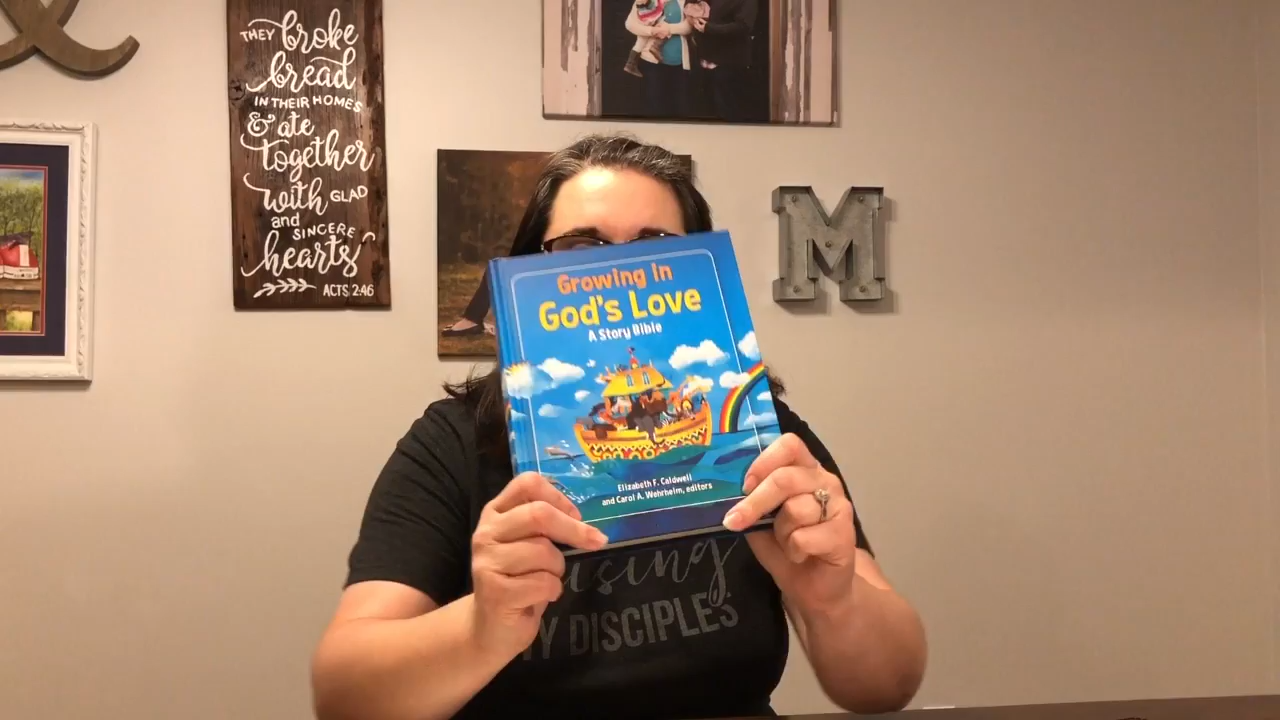 THEY broke
bread
IN THEIR HOMES
& ate
together
with GLAD
and
SINCERE
hearts
ACTS 2:46
M
Growing in
God's Love
A Story Bible
Elizabeth F. Caldwell
and Carol A. Wehrheim, editors
DISCIPLES